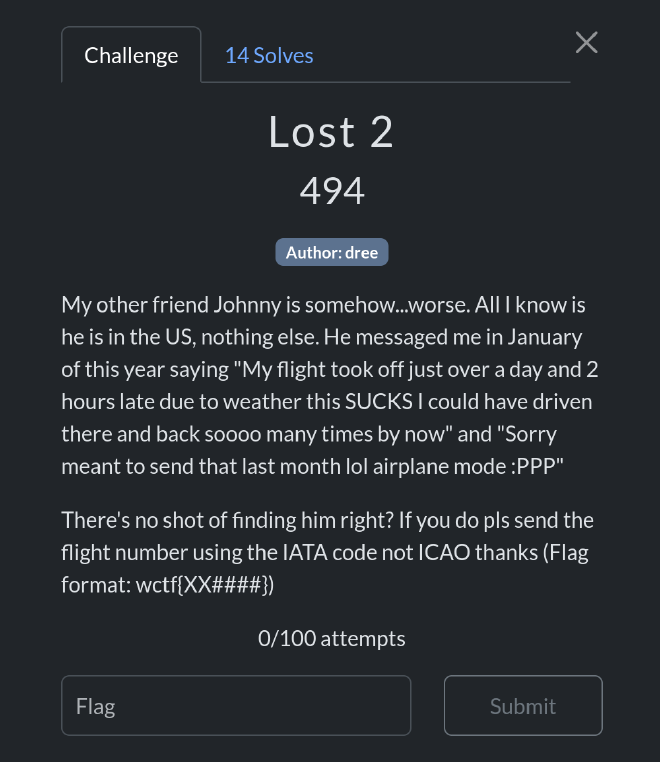 Challenge
14 Solves
Lost 2
494
Author: dree
My other friend Johnny is somehow...worse. All I know is
he is in the US, nothing else. He messaged me in January
of this year saying "My flight took off just over a day and 2
hours late due to weather this SUCKS I could have driven
there and back soooo many times by now" and "Sorry
meant to send that last month lol airplane mode :PPP"
There's no shot of finding him right? If you do pls send the
flight number using the IATA code not ICAO thanks (Flag
format: wctf{XX####})
0/100 attempts
Flag
Submit